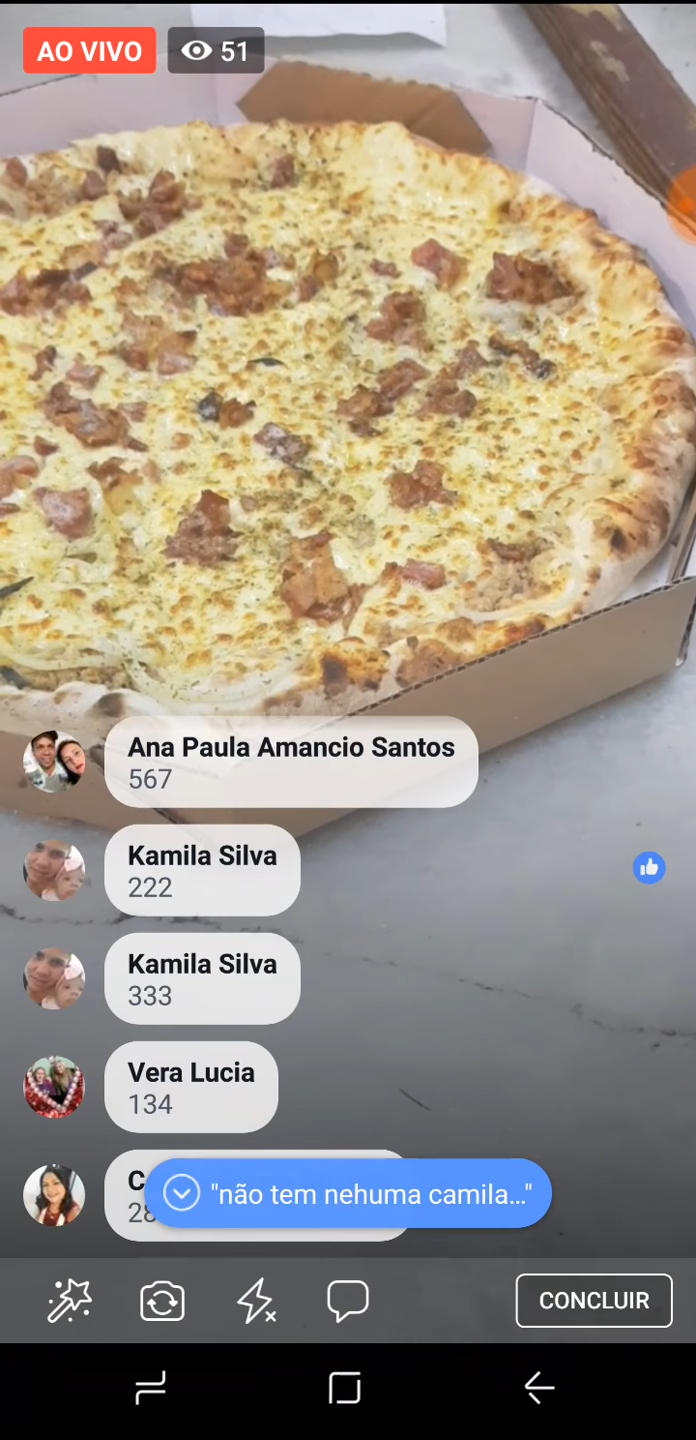 AO VIVO 51
Ana Paula Amancio Santos
567
Kamila Silva
222
Kamila Silva
333
Vera Lucia
134
"não tem nehuma camila..."
CONCLUIR